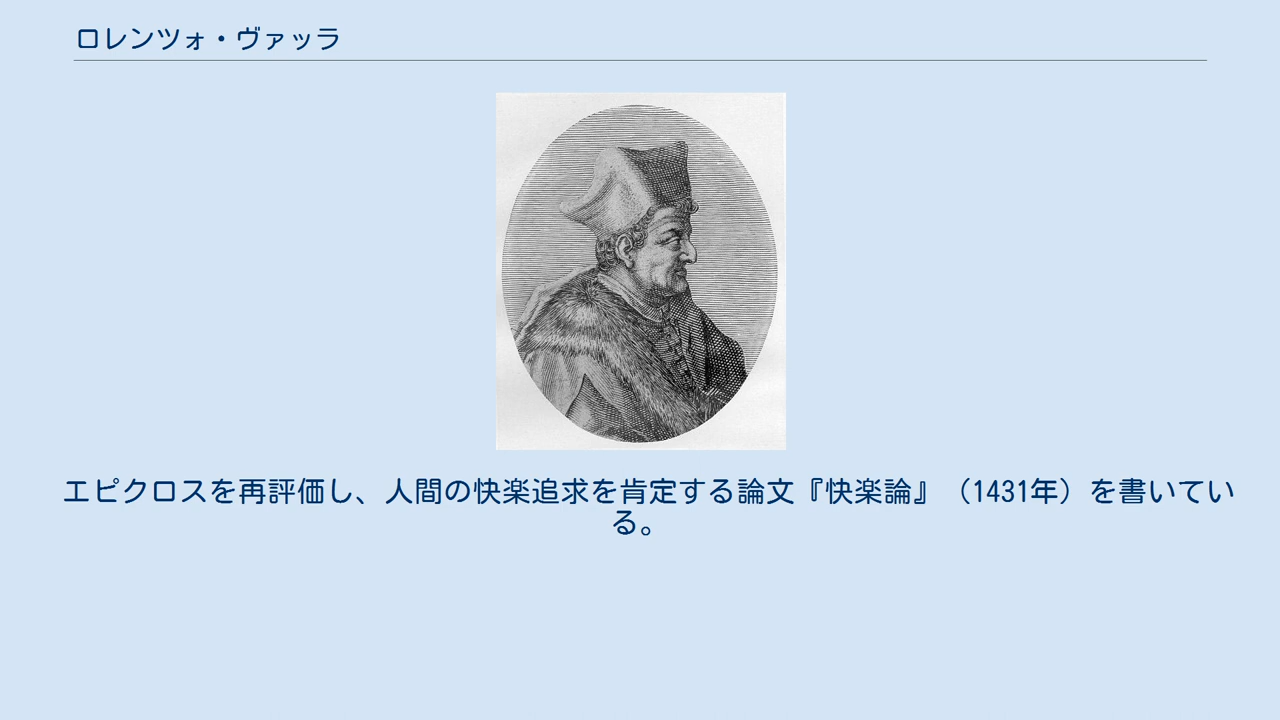 ロレンツォ・ヴァッラ
エピクロスを再評価し、人間の快楽追求を肯定する論文『快楽論』（1431年）を書いてい
る。